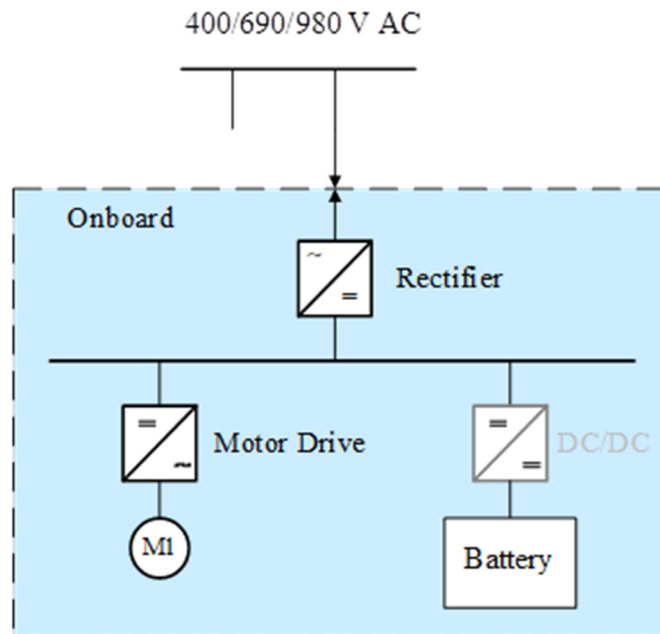 400/690/980 V AC
Onboard
~
=
Rectifier
=
~
Motor Drive
=
=
DC/DC
M1
Battery